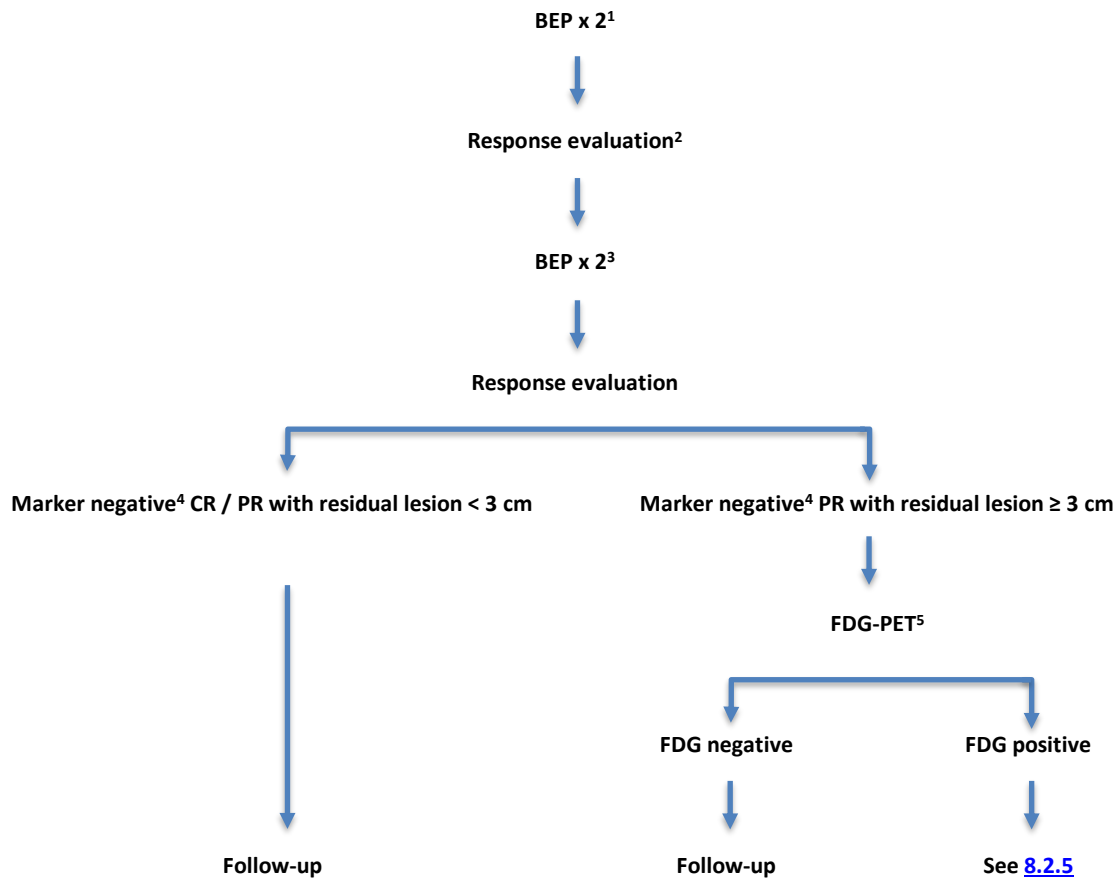 BEP x 2¹
Response evaluation²
BEP x 2³
Response evaluation
Marker negative⁴ CR / PR with residual lesion < 3 cm
Marker negative⁴ PR with residual lesion ≥ 3 cm
FDG-PET⁵
FDG negative
FDG positive
Follow-up
Follow-up
See 8.2.5